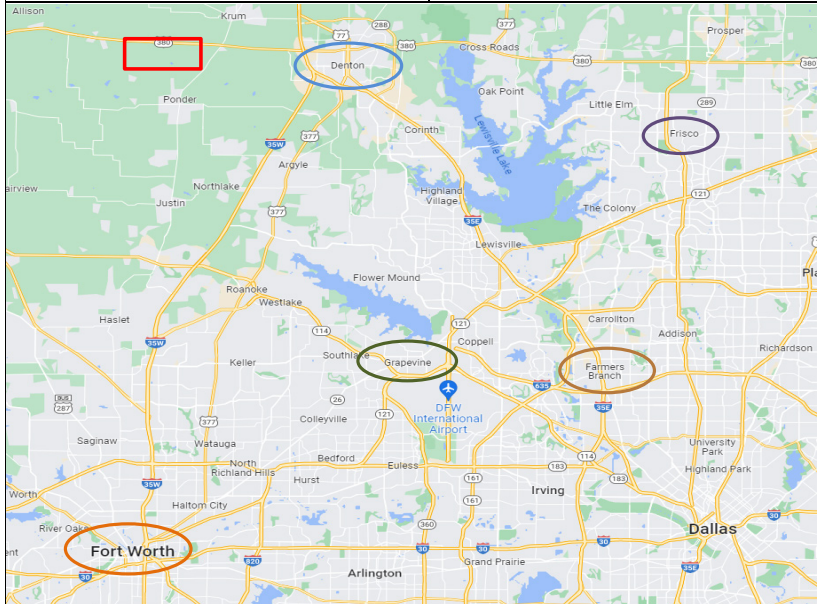 Allison
Krum
377
288
77
Prosper
380
380
Cross Roads
380
380
Denton
Oak Point
Ponder
Little Elm
289
Corinth
377
Frisco
35W
Lewisville
Lake
Argyle
airview
Northlake
Highland
Village
121
Justin
377
35E
The Colony
Lewisville
Pla
Flower Mound
Roanoke
Westlake
Haslet
114
121
Carrollton
Addison
35W
Coppell
Richardson
Southlake
Keller
Grapevine
Farmers
Branch
635
BUS
287
26
DFW
International
Airport
35E
121
Colleyville
377
Saginaw
Watauga
University
Park
North
Richland Hills
Bedford
Euless
114
183
183
Highland Park
Hurst
161
35W
Irving
Worth
Haltom City
161
30
River Oaks
360
Dallas
30
ent
Fort Worth
30
30
820
Grand Prairie
30
35E
Arlington